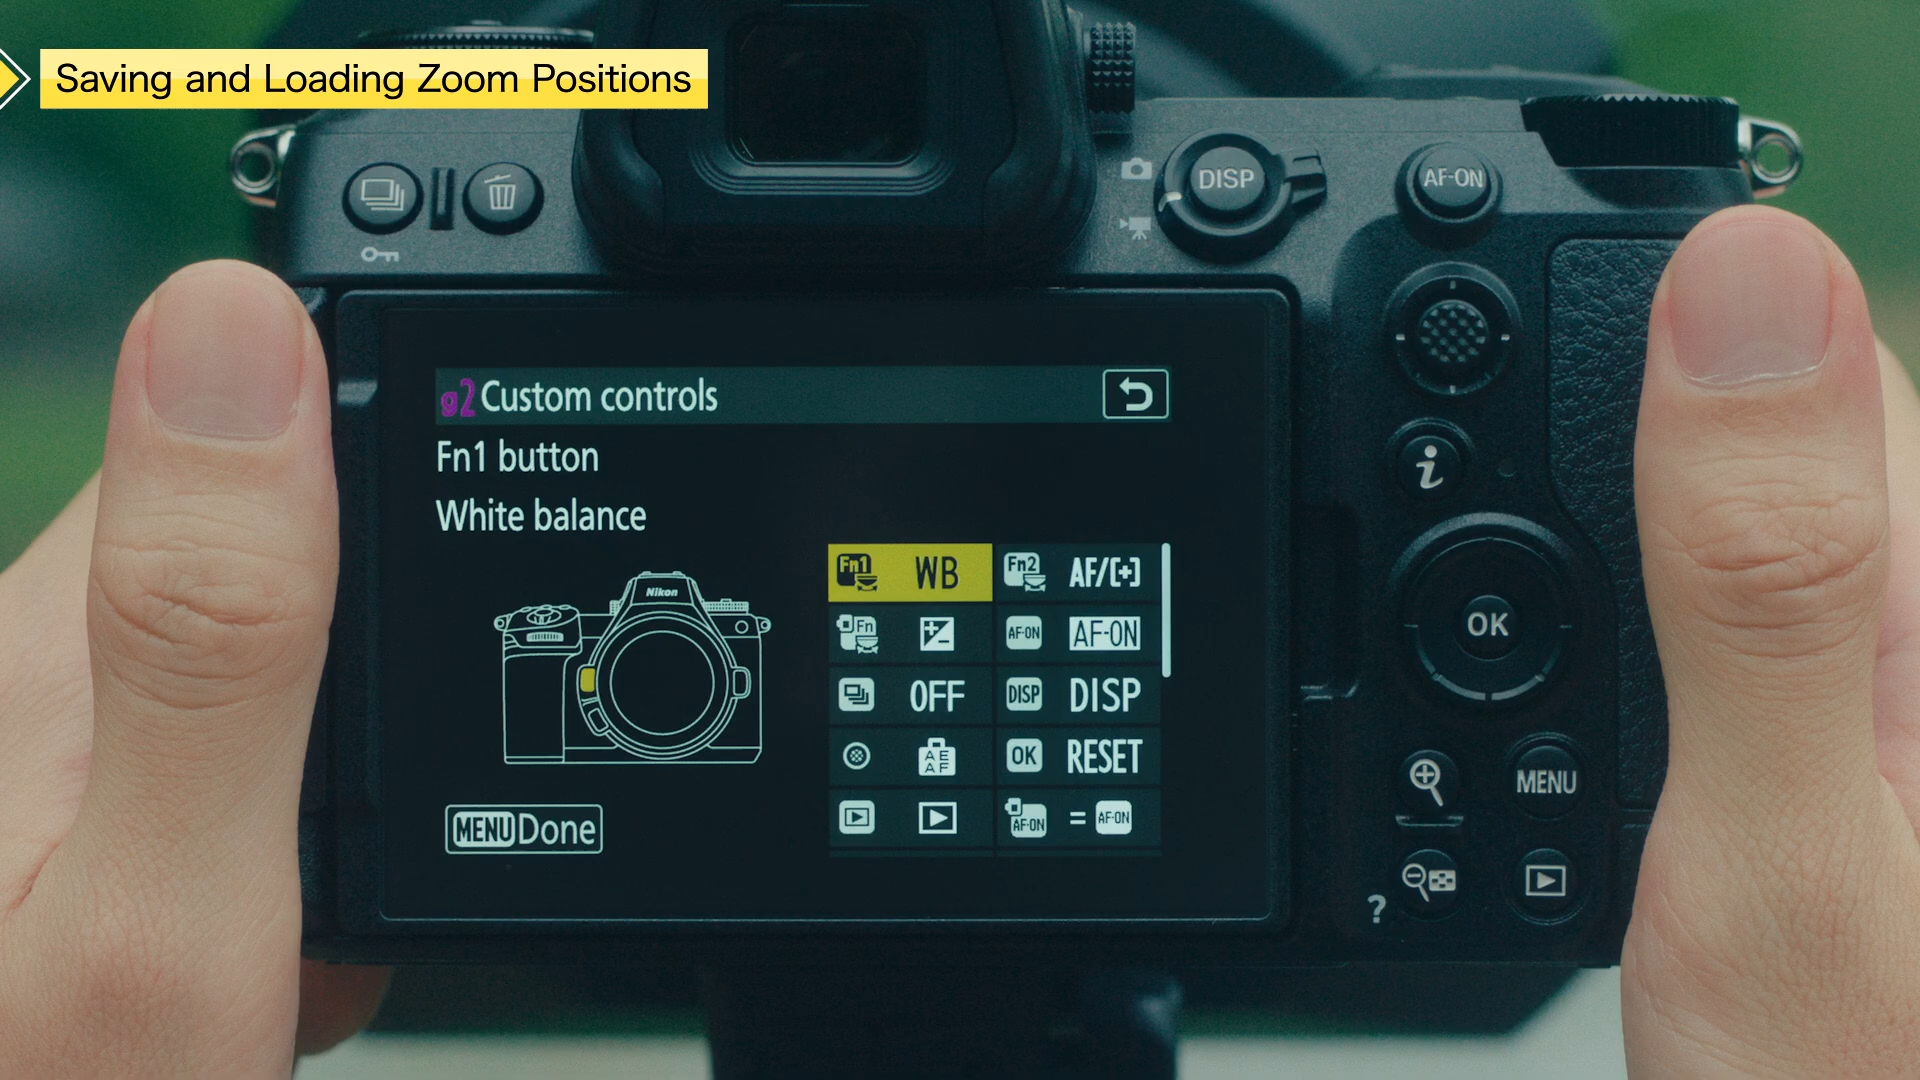 Saving and Loading Zoom Positions
DISP
AF-ON
g2 Custom controls
Fn1 button
White balance
Nikon
Fn1 WB
Fn2 AF/[+]
Fn
AF-ON AF-ON
OFF
DISP DISP
AE AF
OK RESET
AF-ON = AF-ON
MENU Done
i
OK
MENU
?